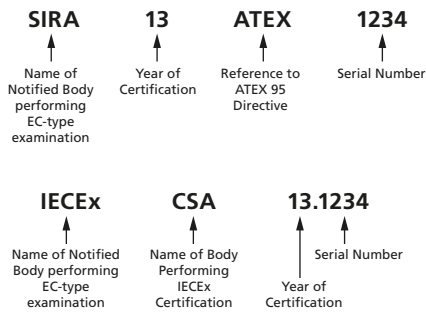 SIRA 13 ATEX 1234
Name of Notified Body performing EC-type examination
Year of Certification
Reference to ATEX 95 Directive
Serial Number
IECEx CSA 13.1234
Name of Notified Body performing EC-type examination
Name of Body Performing IECEx Certification
Year of Certification
Serial Number